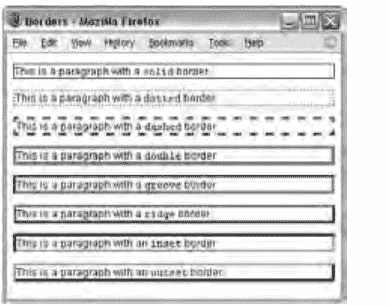 Borders - Mozilla Firefox
File Edit View History Bookmarks Tools Help
This is a paragraph with a solid border
This is a paragraph with a dotted border
This is a paragraph with a dashed border
This is a paragraph with a double border
This is a paragraph with a groove border
This is a paragraph with a ridge border
This is a paragraph with an inset border
This is a paragraph with an outset border